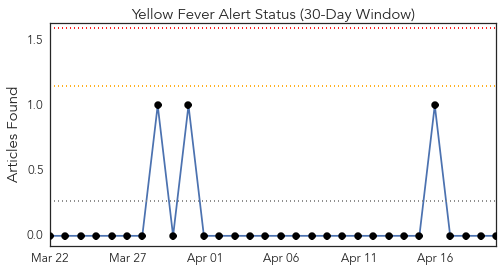 Yellow Fever Alert Status (30-Day Window)
Articles Found
1.5
1.0
0.5
0.0
Mar 22 Mar 27 Apr 01 Apr 06 Apr 11 Apr 16